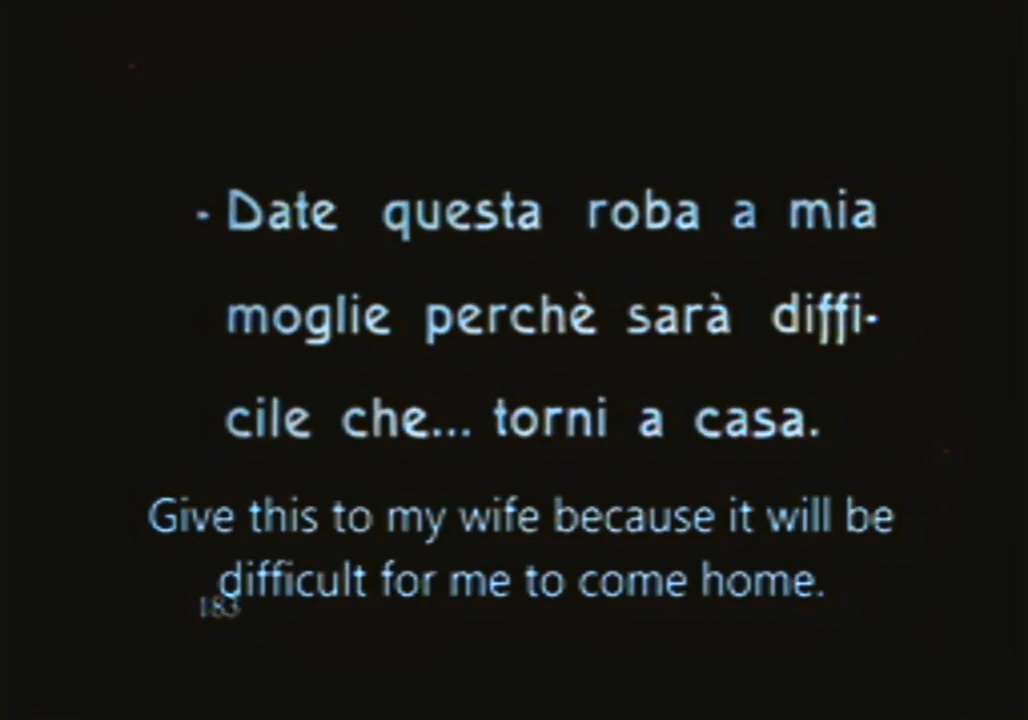 - Date questa roba a mia
moglie perchè sarà diffi-
cile che... torni a casa.
Give this to my wife because it will be
difficult for me to come home.
183